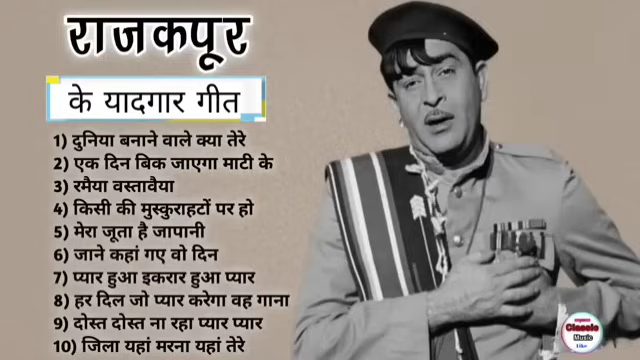 राजकपूर
के यादगार गीत
1) दुनिया बनाने वाले क्या तेरे
2) एक दिन बिक जाएगा माटी के
3) रमैया वस्तावैया
4) किसी की मुस्कुराहटों पर हो
5) मेरा जूता है जापानी
6) जाने कहां गए वो दिन
7) प्यार हुआ इकरार हुआ प्यार
8) हर दिल जो प्यार करेगा वह गाना
9) दोस्त दोस्त ना रहा प्यार प्यार
10) जिला यहां मरना यहां तेरे
Classic
Music